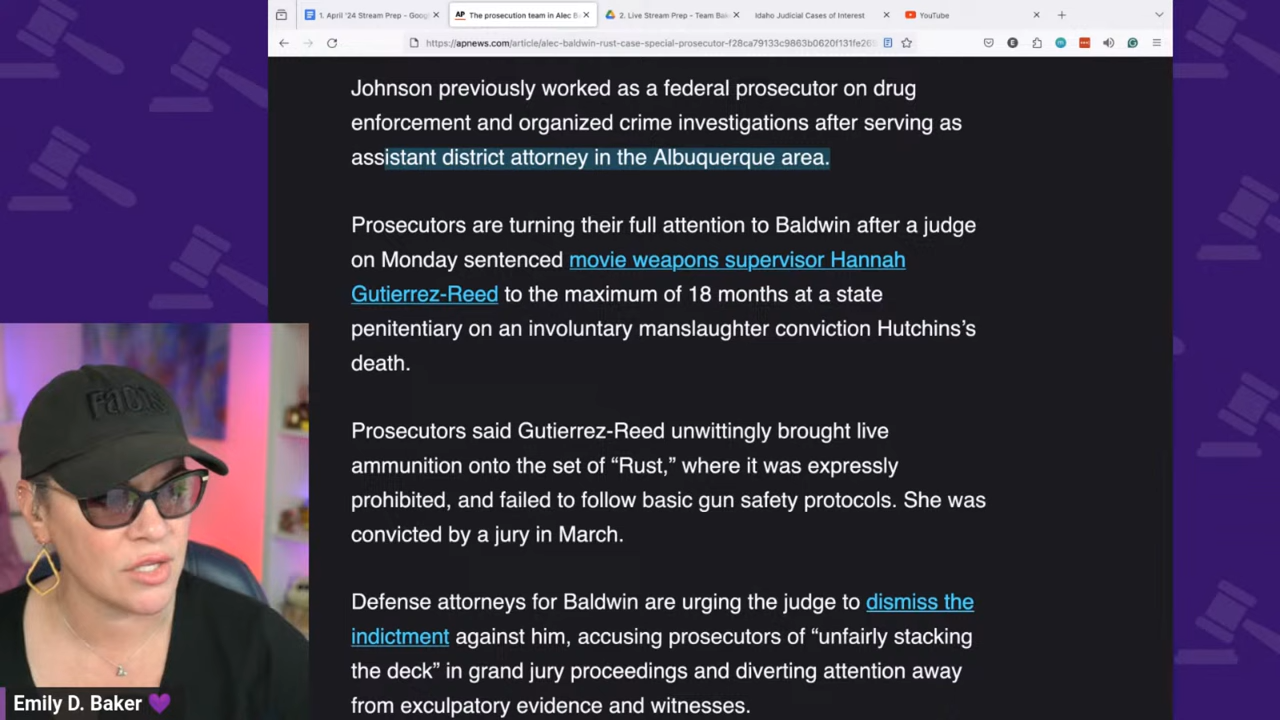 1. April '24 Stream Prep – Goog
The prosecution team in Alec B
2. Live Stream Prep – Team Bak
Idaho Judicial Cases of Interest
YouTube
https://apnews.com/article/alec-baldwin-rust-case-special-prosecutor-f28ca79133c9863b0620f131fe265
Johnson previously worked as a federal prosecutor on drug
enforcement and organized crime investigations after serving as
assistant district attorney in the Albuquerque area.
Prosecutors are turning their full attention to Baldwin after a judge
on Monday sentenced movie weapons supervisor Hannah
Gutierrez-Reed to the maximum of 18 months at a state
penitentiary on an involuntary manslaughter conviction Hutchins's
death.
Prosecutors said Gutierrez-Reed unwittingly brought live
ammunition onto the set of “Rust,” where it was expressly
prohibited, and failed to follow basic gun safety protocols. She was
convicted by a jury in March.
Defense attorneys for Baldwin are urging the judge to dismiss the
indictment against him, accusing prosecutors of “unfairly stacking
the deck” in grand jury proceedings and diverting attention away
from exculpatory evidence and witnesses.
FACTS
Emily D. Baker 💜